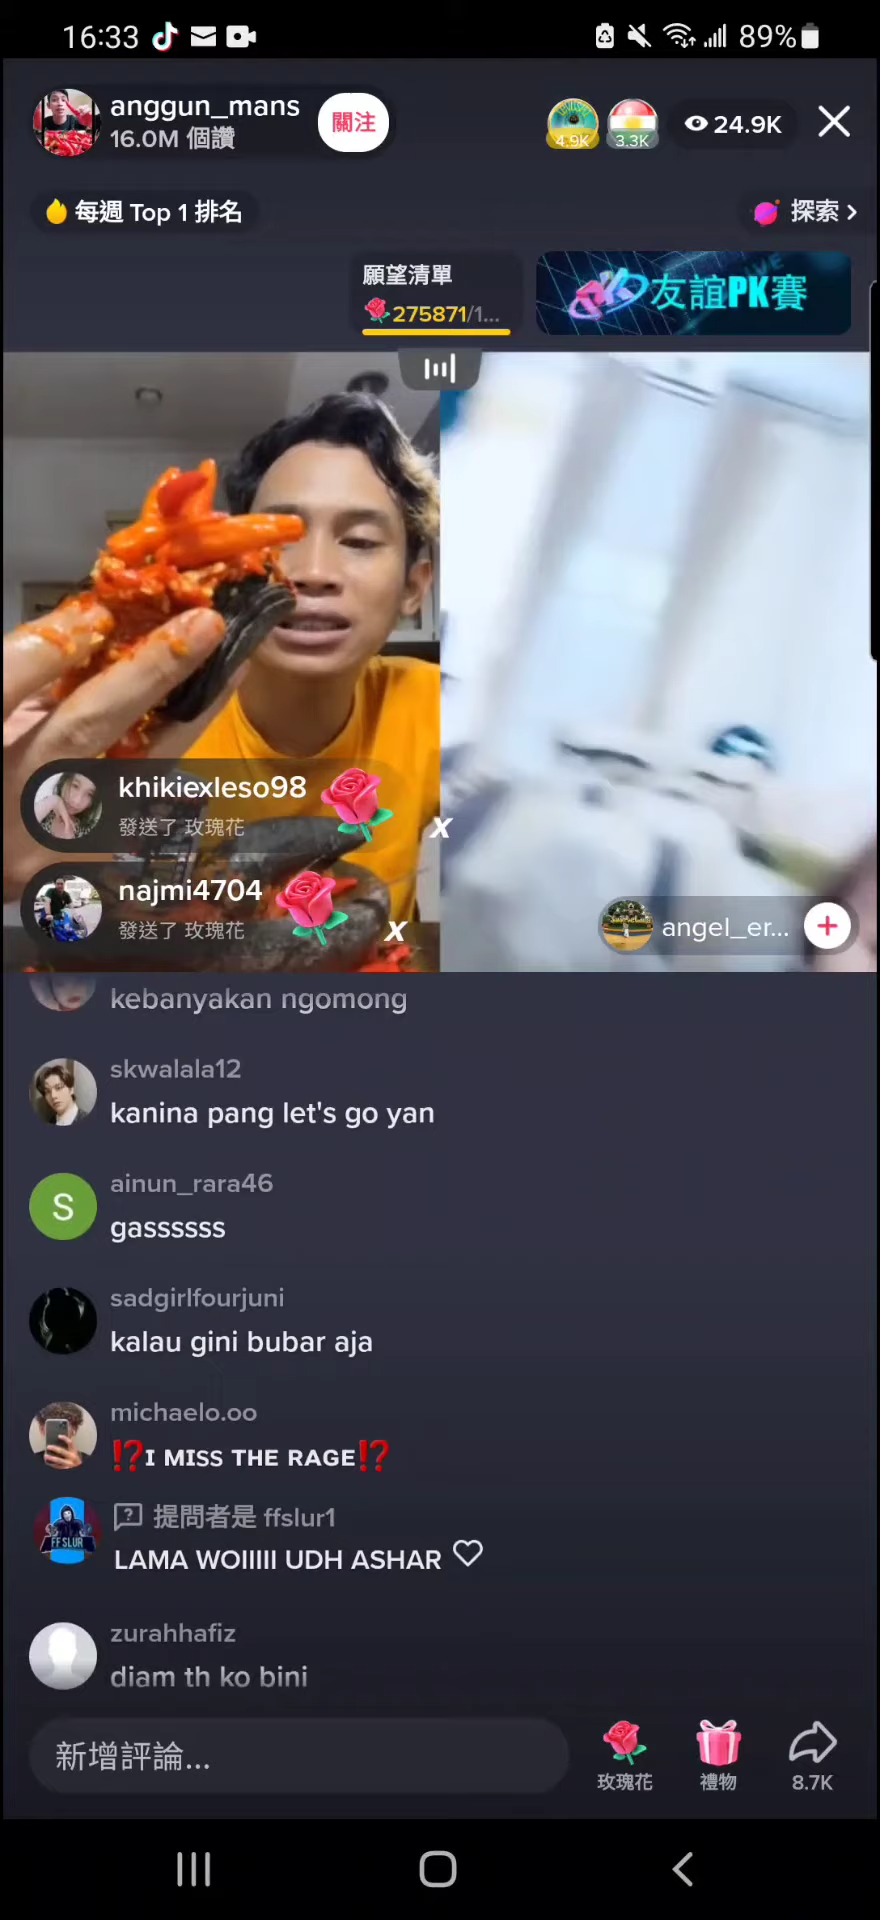 16:33
89%
anggun_mans
16.0M 個讚
關注
4.9K
3.3K
24.9K
每週 Top 1 排名
探索
願望清單
275871/1...
PK
LIVE
友誼PK賽
khikiexleso98
發送了 玫瑰花
x
najmi4704
發送了 玫瑰花
x
angel_er...
kebanyakan ngomong
skwalala12
kanina pang let's go yan
S
ainun_rara46
gassssss
sadgirlfourjuni
kalau gini bubar aja
michaelo.oo
⁉️I MISS THE RAGE⁉️
提問者是 ffslur1
FF SLUR
LAMA WOIIIII UDH ASHAR
zurahhafiz
diam th ko bini
新增評論...
玫瑰花
禮物
8.7K